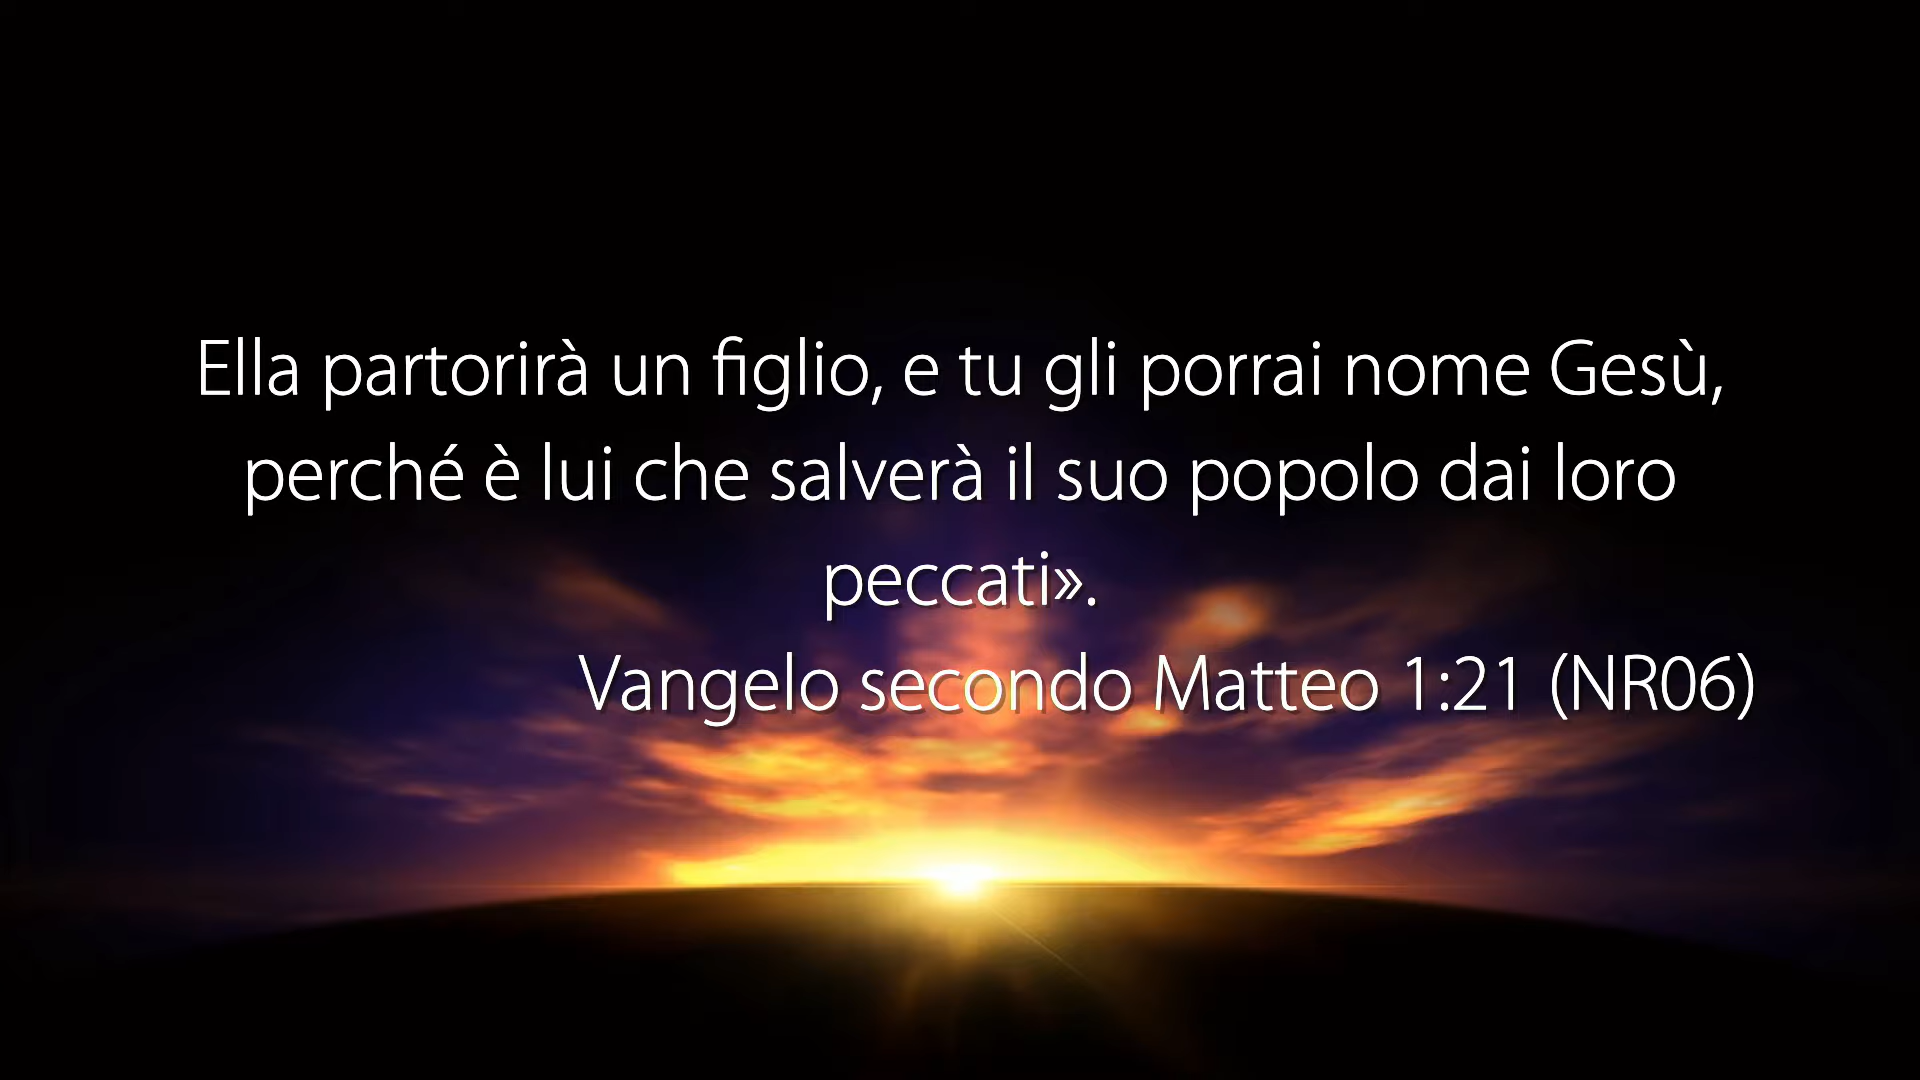 Ella partorirà un figlio, e tu gli porrai nome Gesù,
perché è lui che salverà il suo popolo dai loro
peccati».
Vangelo secondo Matteo 1:21 (NR06)